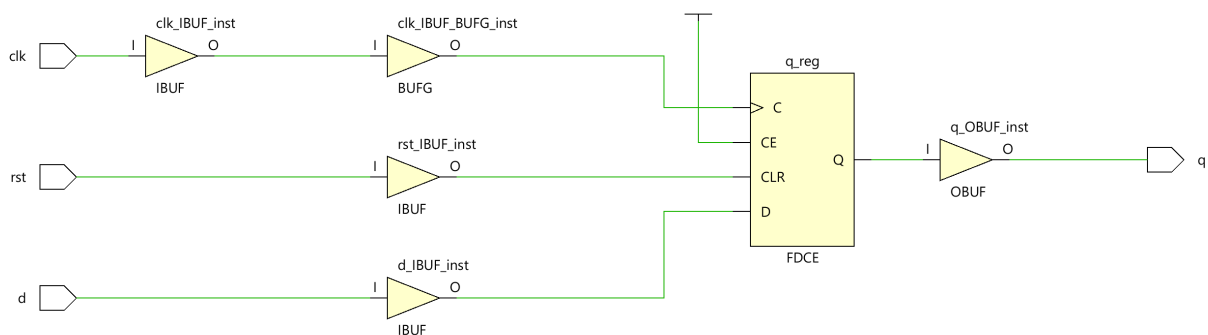 clk_IBUF_inst
clk_IBUF_BUFG_inst
clk
I
O
I
O
q_reg
IBUF
BUFG
C
q_OBUF_inst
rst_IBUF_inst
CE
I
O
Q
I
O
q
rst
CLR
OBUF
IBUF
D
d_IBUF_inst
FDCE
d
I
O
IBUF